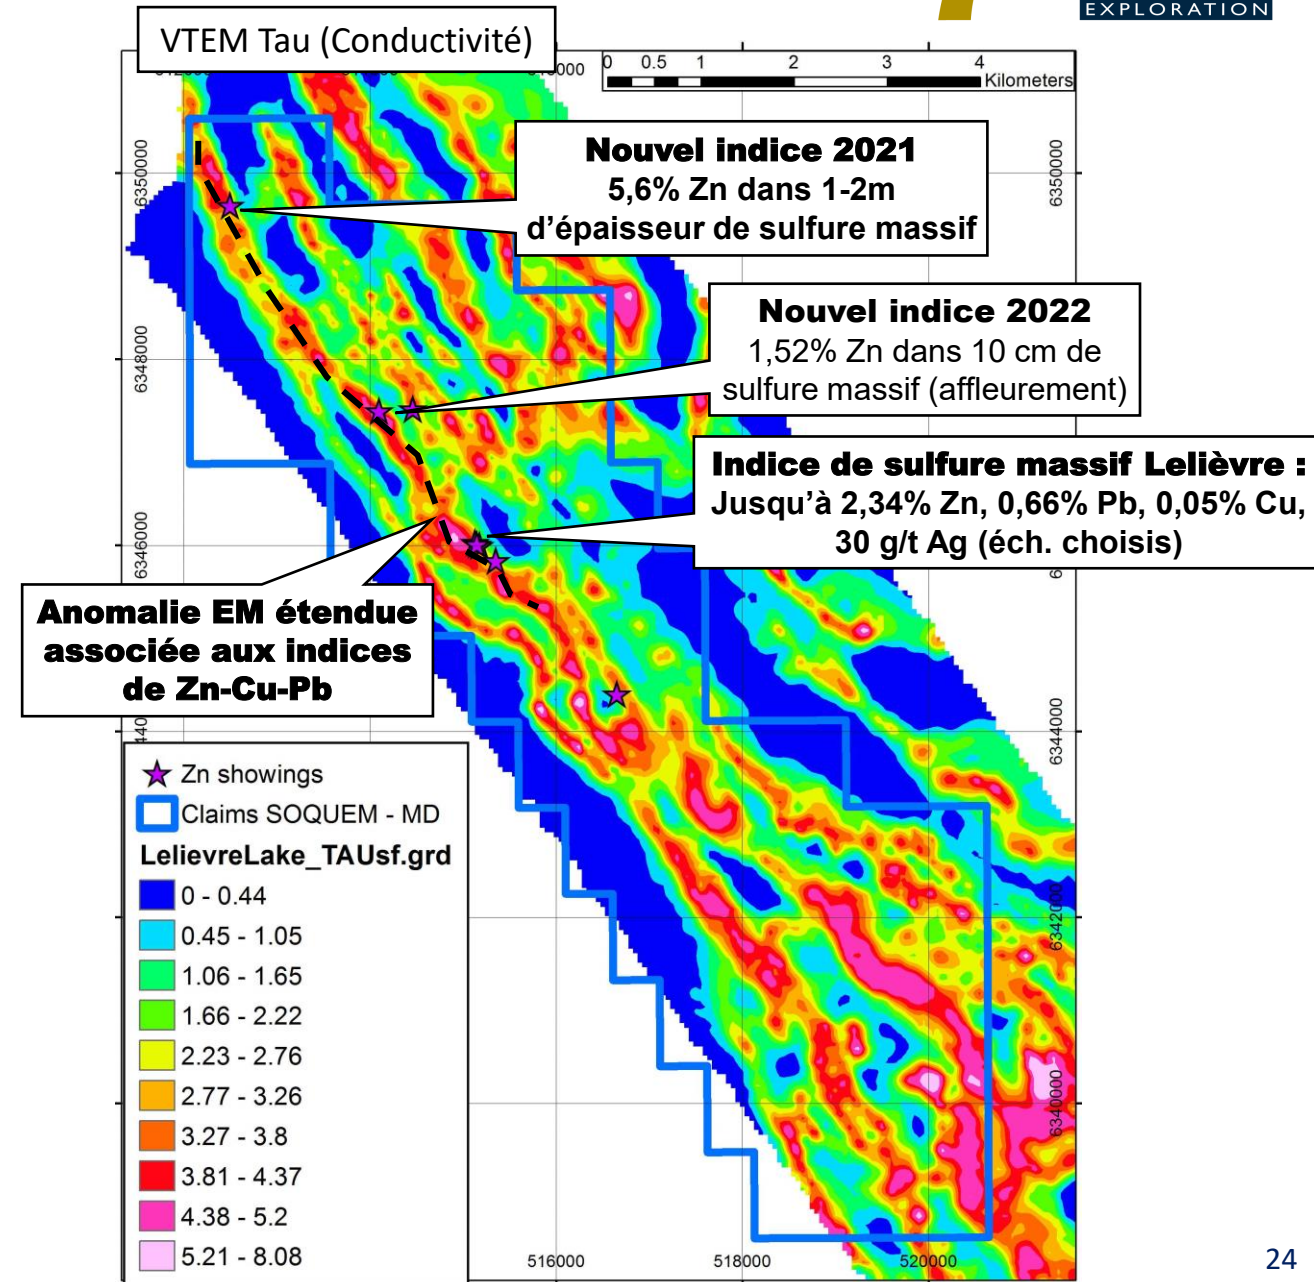 EXPLORATION
VTEM Tau (Conductivité)
0 0.5 1 2 3 4
Kilometers
Nouvel indice 2021
5,6% Zn dans 1-2m
d'épaisseur de sulfure massif
6350000
6350000
Nouvel indice 2022
1,52% Zn dans 10 cm de
sulfure massif (affleurement)
6348000
Indice de sulfure massif Lelièvre :
Jusqu'à 2,34% Zn, 0,66% Pb, 0,05% Cu,
30 g/t Ag (éch. choisis)
6346000
Anomalie EM étendue
associée aux indices
de Zn-Cu-Pb
6344000
Zn showings
Claims SOQUEM - MD
LelievreLake_TAUsf.grd
0 - 0.44
0.45 - 1.05
1.06 - 1.65
1.66 - 2.22
2.23 - 2.76
2.77 - 3.26
3.27 - 3.8
3.81 - 4.37
4.38 - 5.2
5.21 - 8.08
6342000
6340000
516000 518000 520000
24